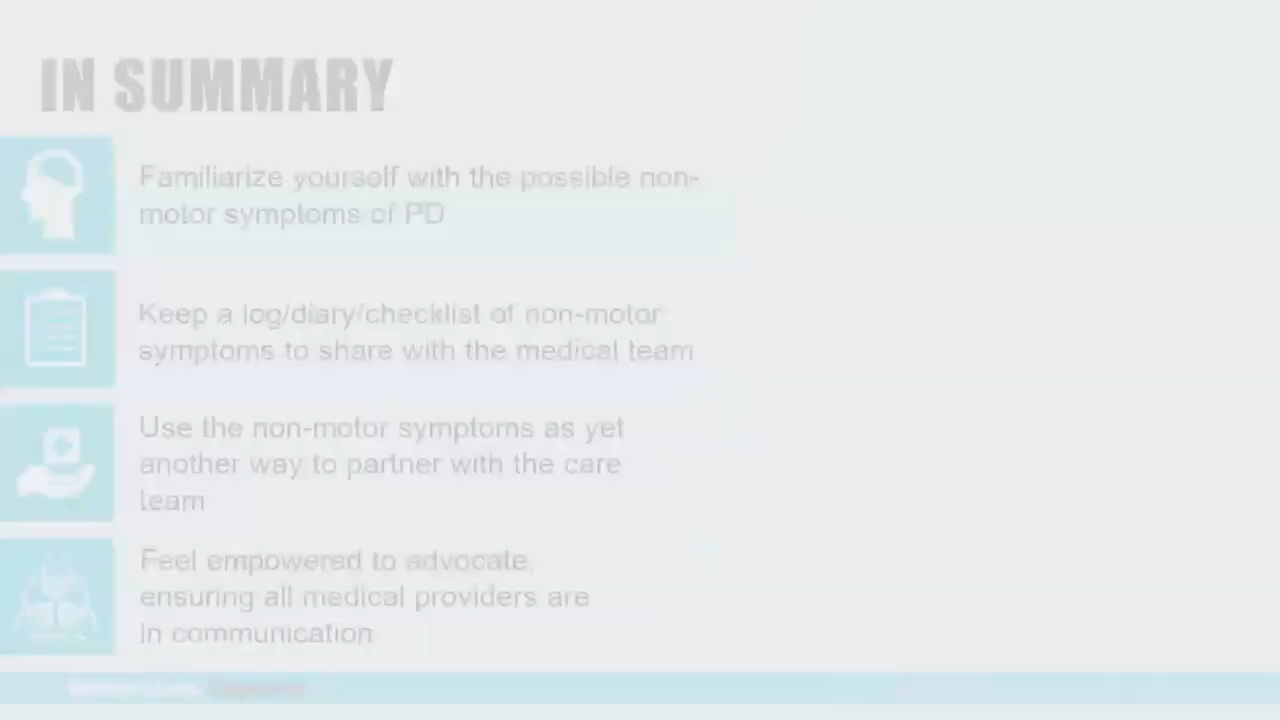 IN SUMMARY
Familiarize yourself with the possible non-
motor symptoms of PD
Keep a log/diary/checklist of non-motor
symptoms to share with the medical team
Use the non-motor symptoms as yet
another way to partner with the care
team
Feel empowered to advocate,
ensuring all medical providers are
in communication